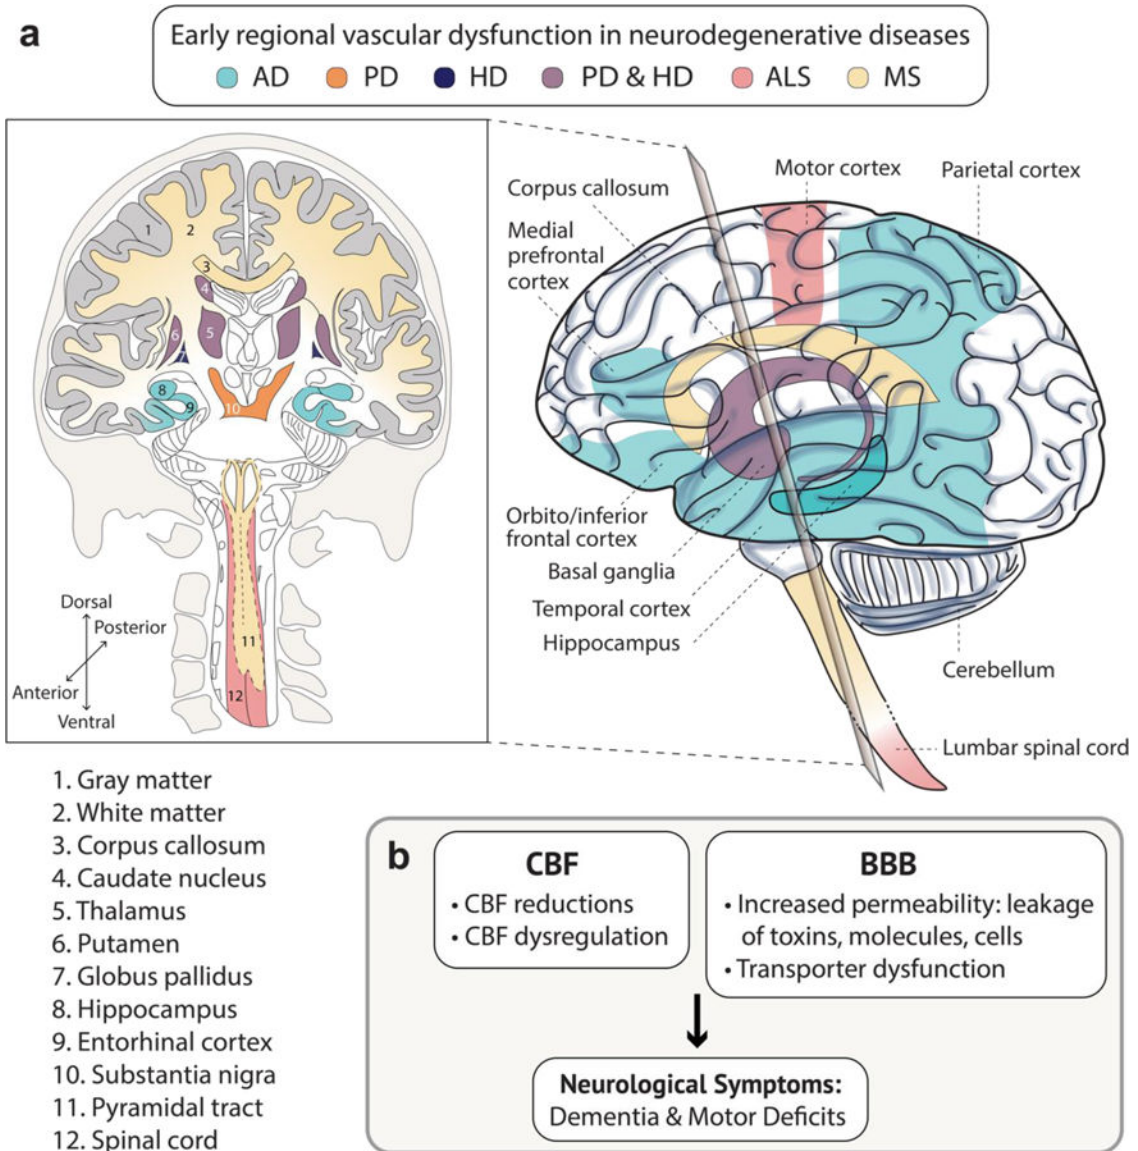 a
Early regional vascular dysfunction in neurodegenerative diseases
AD PD HD PD & HD ALS MS
1
2
3
4
5
6
7
8
9
10
11
12
Dorsal
Posterior
Anterior
Ventral
Corpus callosum
Motor cortex
Parietal cortex
Medial
prefrontal
cortex
Orbito/inferior
frontal cortex
Basal ganglia
Temporal cortex
Hippocampus
Cerebellum
Lumbar spinal cord
1. Gray matter
2. White matter
3. Corpus callosum
4. Caudate nucleus
5. Thalamus
6. Putamen
7. Globus pallidus
8. Hippocampus
9. Entorhinal cortex
10. Substantia nigra
11. Pyramidal tract
12. Spinal cord
b
CBF
• CBF reductions
• CBF dysregulation
BBB
• Increased permeability: leakage
of toxins, molecules, cells
• Transporter dysfunction
Neurological Symptoms:
Dementia & Motor Deficits